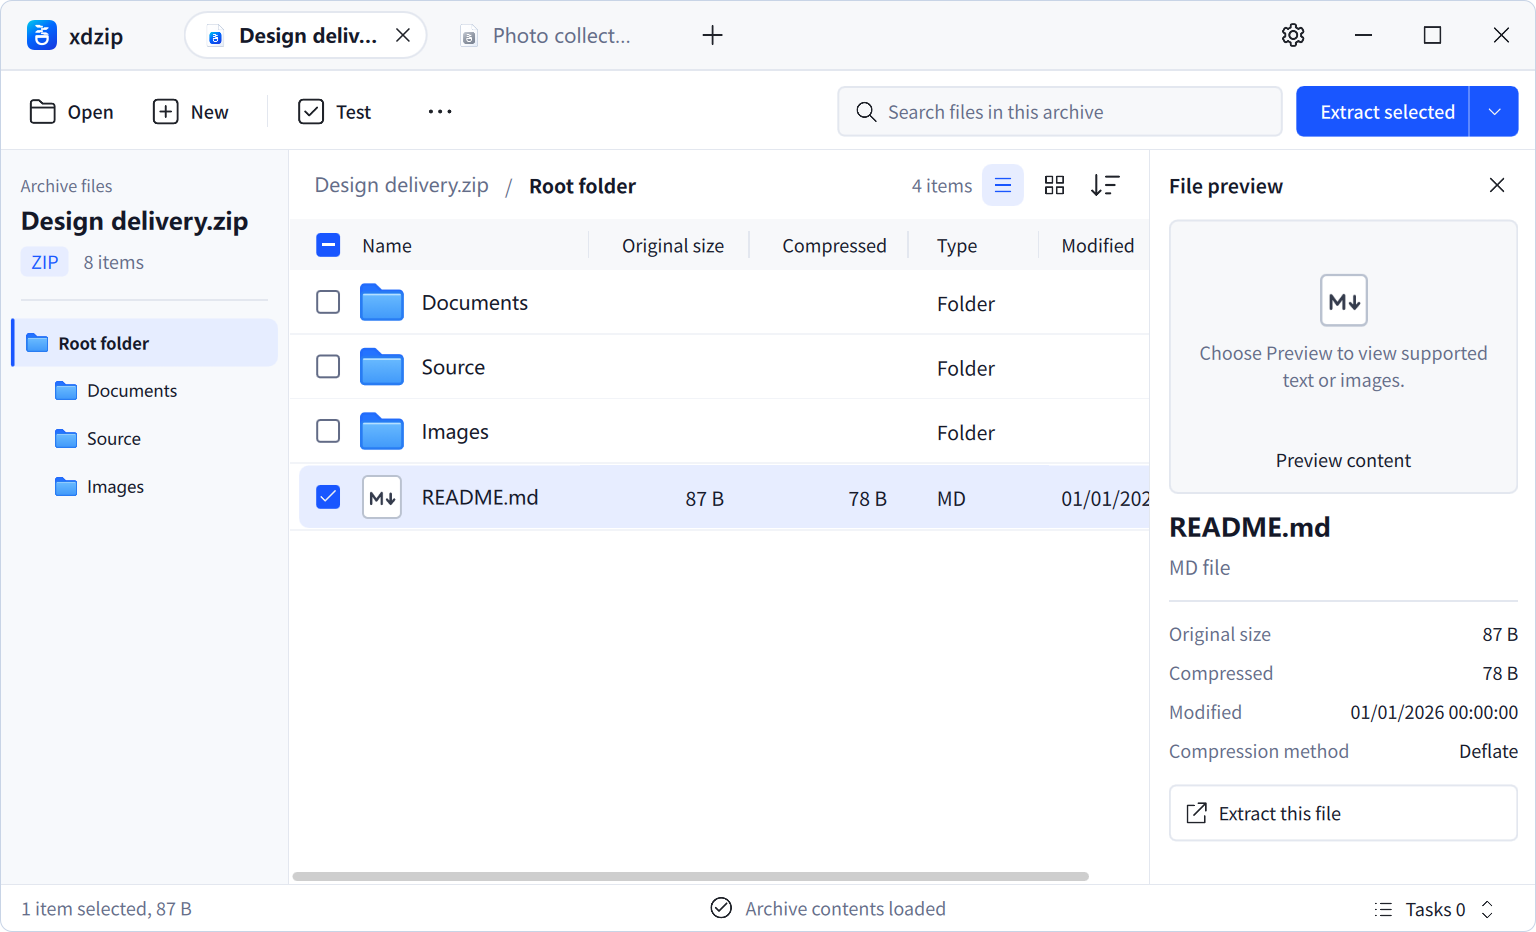 xdzip
Design deliv...
Photo collect...
Open
New
Test
Search files in this archive
Extract selected
Archive files
Design delivery.zip
ZIP
8 items
Root folder
Documents
Source
Images
Design delivery.zip / Root folder
4 items
Name
Original size
Compressed
Type
Modified
Documents
Folder
Source
Folder
Images
Folder
M↓
README.md
87 B
78 B
MD
01/01/202
File preview
M↓
Choose Preview to view supported
text or images.
Preview content
README.md
MD file
Original size
87 B
Compressed
78 B
Modified
01/01/2026 00:00:00
Compression method
Deflate
Extract this file
1 item selected, 87 B
Archive contents loaded
Tasks 0